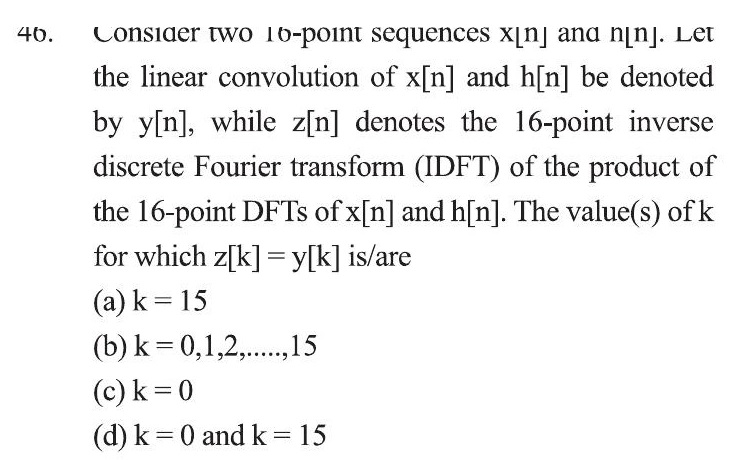 46. Consider two 16-point sequences x[n] and h[n]. Let
the linear convolution of x[n] and h[n] be denoted
by y[n], while z[n] denotes the 16-point inverse
discrete Fourier transform (IDFT) of the product of
the 16-point DFTs of x[n] and h[n]. The value(s) of k
for which z[k] = y[k] is/are
(a) k = 15
(b) k = 0,1,2,.....,15
(c) k = 0
(d) k = 0 and k = 15